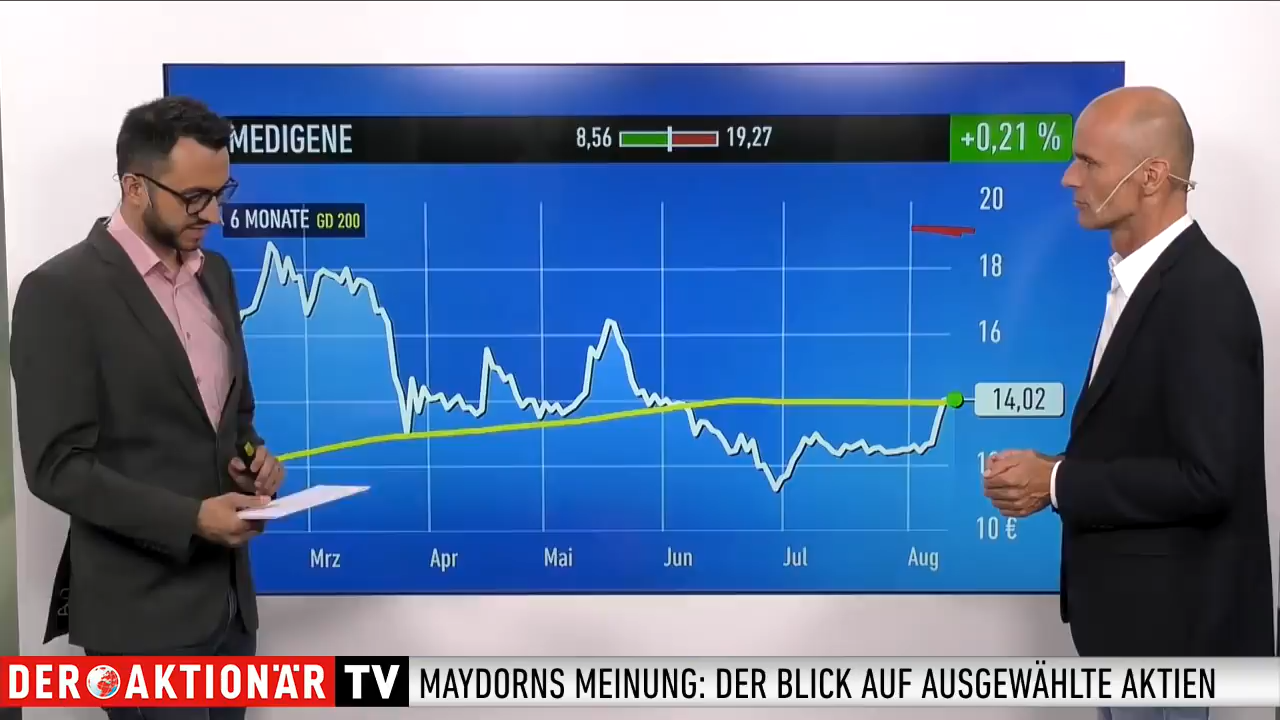 MEDIGENE
8,56
19,27
+0,21 %
6 MONATE GD 200
20
18
16
14,02
10 €
Mrz
Apr
Mai
Jun
Jul
Aug
DER AKTIONÄR TV
MAYDORNS MEINUNG: DER BLICK AUF AUSGEWÄHLTE AKTIEN